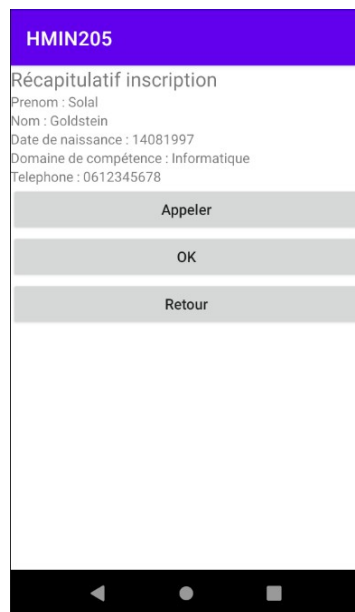 HMIN205
Récapitulatif inscription
Prenom : Solal
Nom : Goldstein
Date de naissance : 14081997
Domaine de compétence : Informatique
Telephone : 0612345678
Appeler
OK
Retour